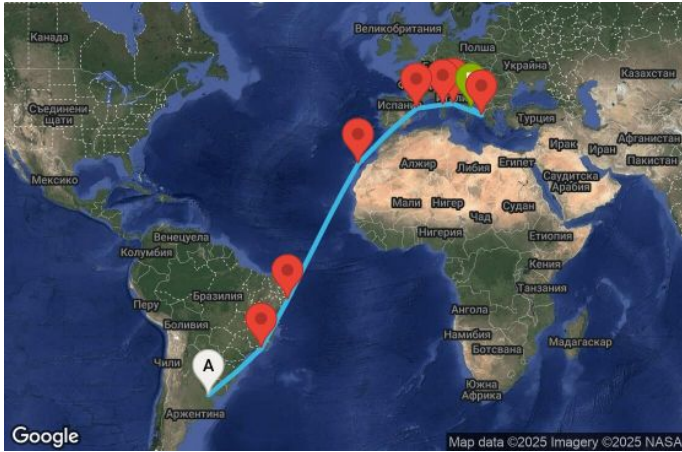 Великобритания
Канада
Полша
Украйна
Казахстан
Съединени
щати
Испани
Турция
Афганистан
Ирак
Иран
Пакистан
Алжир
Либия
Египет
Саудитска
Арабия
Мексико
Мали
Нигер
Чад
Судан
Венецуела
Нигерия
Етиопия
Колумбия
Кения
Бразилия
Танзания
Перу
Ангола
Боливия
Намибия
Мадагаскар
Ботсвана
Чили
A
Южна
Африка
Аржентина
Google
Map data ©2025 Imagery ©2025 NASA